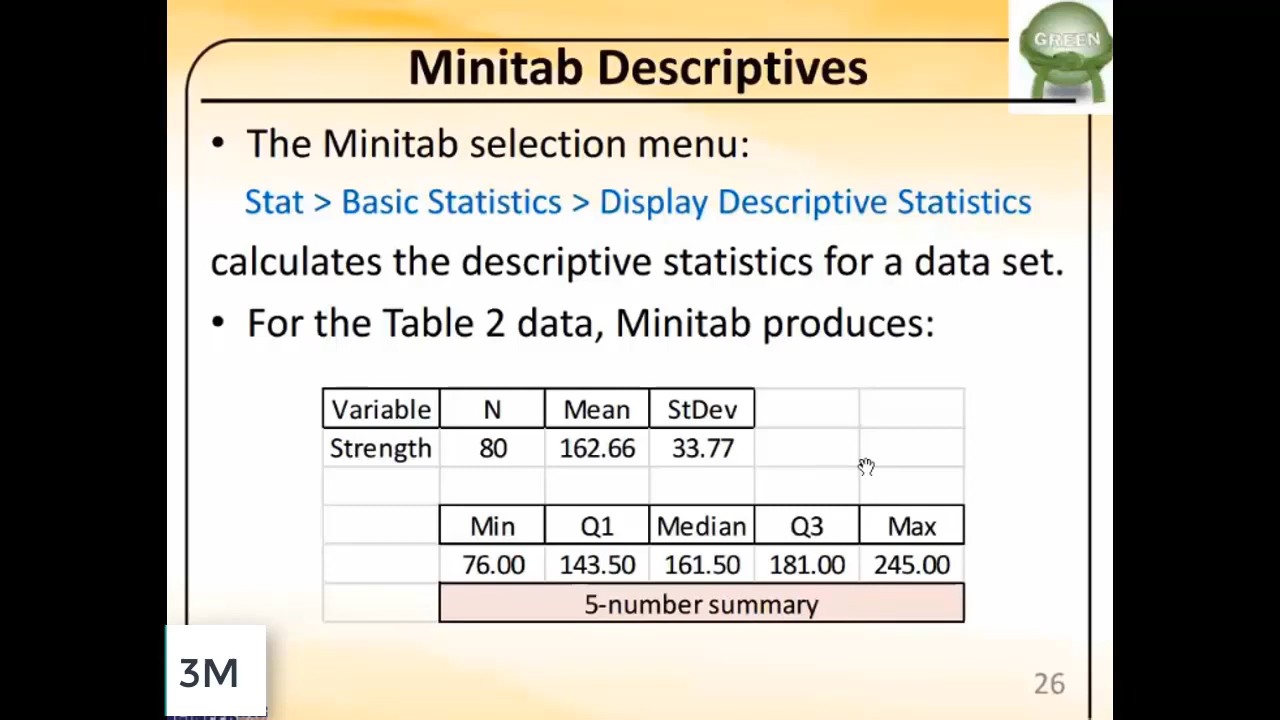 GREEN
Minitab Descriptives
• The Minitab selection menu:
Stat > Basic Statistics > Display Descriptive Statistics
calculates the descriptive statistics for a data set.
• For the Table 2 data, Minitab produces:
Variable N Mean StDev
Strength 80 162.66 33.77
Min Q1 Median Q3 Max
76.00 143.50 161.50 181.00 245.00
5-number summary
3M
26